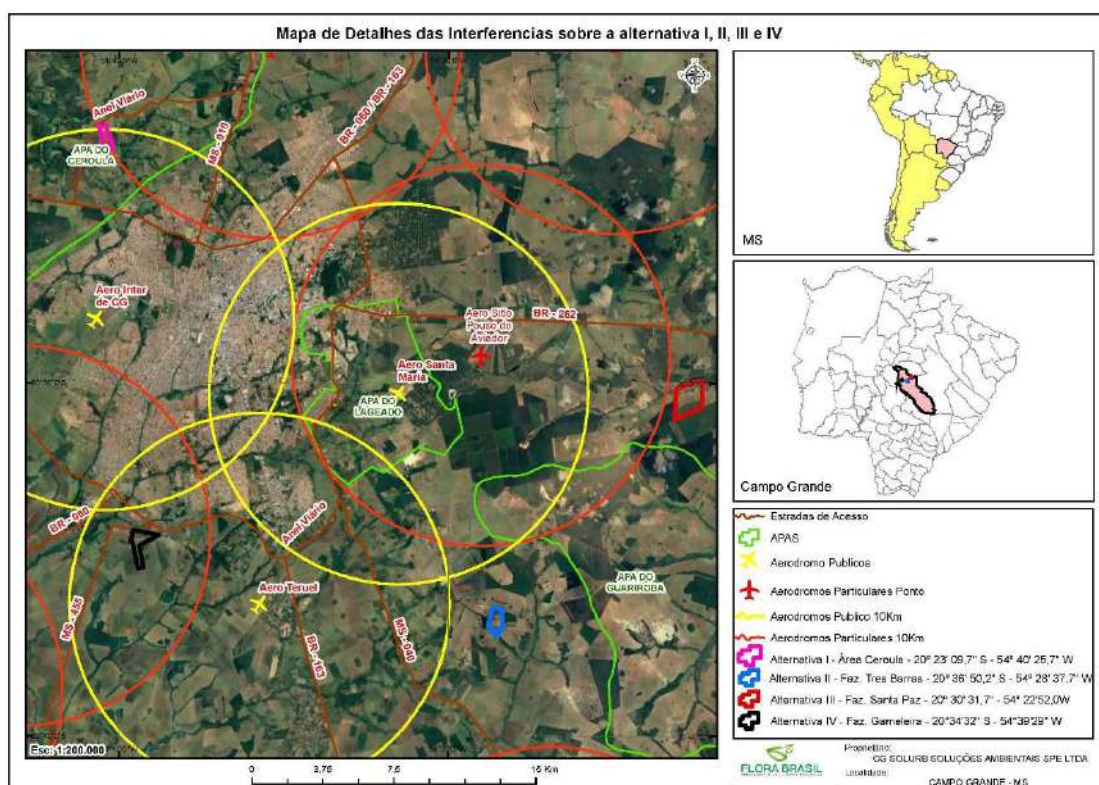 Mapa de Detalhes das Interferencias sobre a alternativa I, II, III e IV
Anel Viário
APA DO
CEROULA
MS - 010
BR - 060 / BR - 163
Aero Inter
de CG
Aero Sitio
Pouso do
Aviador
BR - 262
Aero Santa
Maria
APA DO
LAGEADO
BR - 060
Anel Viário
APA DO
GUARIROBA
Aero Teruel
MS - 455
BR - 163
MS - 040
Esc: 1:200.000
0 3,75 7,5 15 Km
MS
Campo Grande
Estradas de Acesso
APAS
Aerodromo Publicos
Aerodromos Particulares Ponto
Aerodromos Publico 10Km
Aerodromos Particulares 10Km
Alternativa I - Área Ceroula - 20° 23' 09,7" S - 54° 40' 25,7" W
Alternativa II - Faz. Tres Barras - 20° 36' 50,2" S - 54° 28' 37,7" W
Alternativa III - Faz. Santa Paz - 20° 30' 31,7" - 54° 22'52,0W
Alternativa IV - Faz. Gameleira - 20°34'32" S - 54°39'29" W
FLORA BRASIL
Proprietário:
CG SOLURB SOLUÇÕES AMBIENTAIS SPE LTDA
Localidade:
CAMPO GRANDE - MS